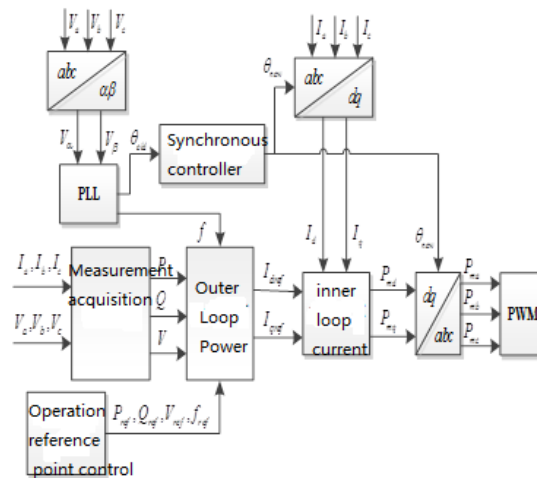 V_a V_b V_c
I_a I_b I_c
abc
αβ
θ_new
abc
dq
V_α
V_β
θ_old
Synchronous
controller
PLL
f
I_d
I_q
θ_new
I_a, I_b, I_c
Measurement
acquisition
P
Q
V
Outer
Loop
Power
I_dref
I_qref
inner
loop
current
P_md
P_mq
dq
abc
P_ma
P_mb
P_ma
PWM
V_a, V_b, V_c
Operation
reference
point control
P_ref, Q_ref, V_ref, f_ref